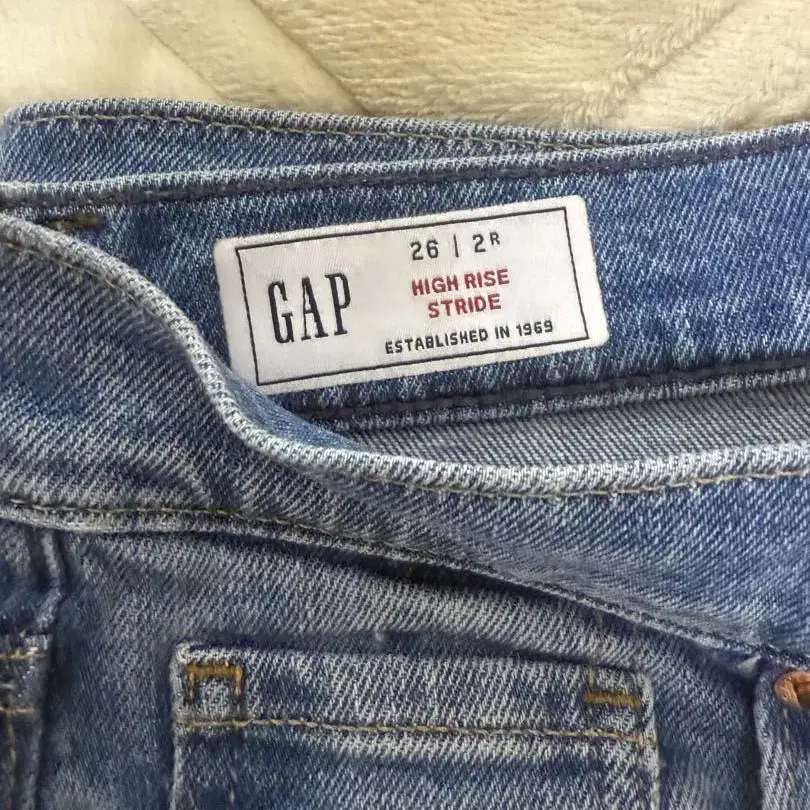 GAP
26 | 2R
HIGH RISE
STRIDE
ESTABLISHED IN 1969